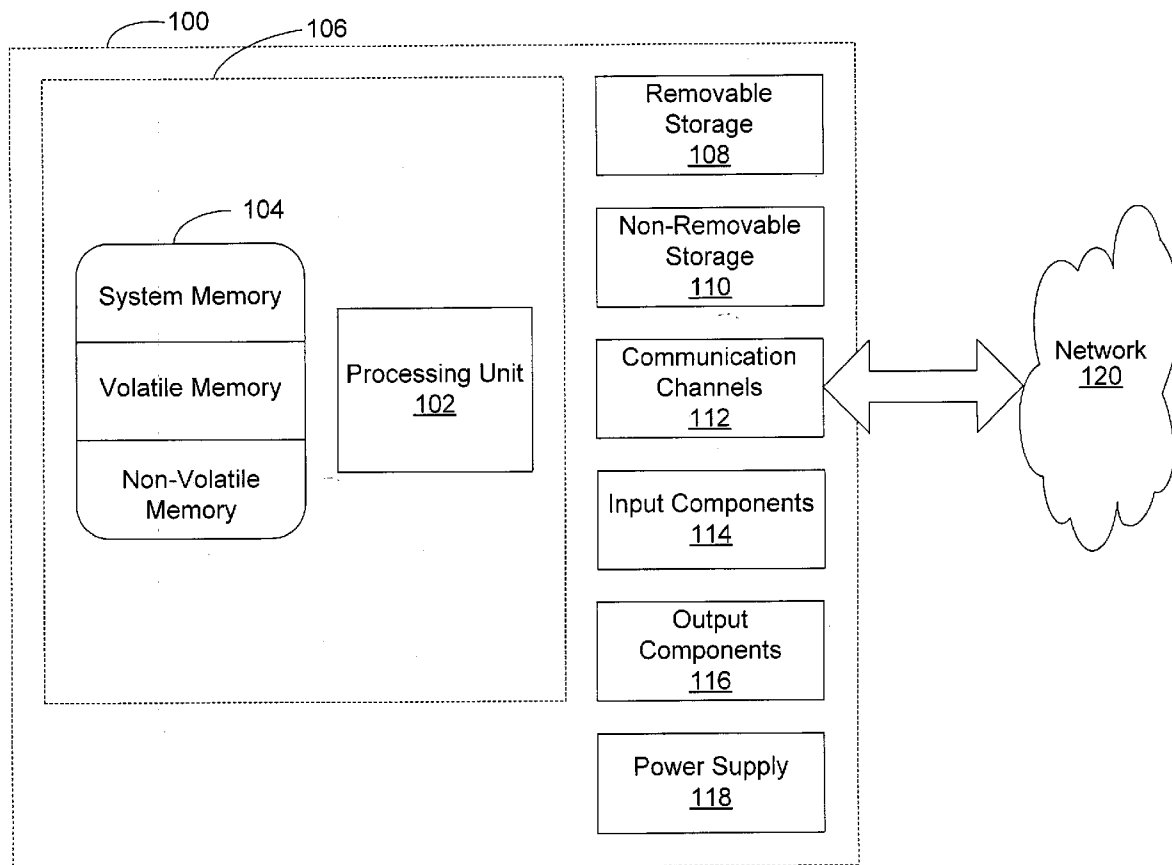 100
106
Removable
Storage
108
104
Non-Removable
Storage
110
System Memory
Volatile Memory
Non-Volatile
Memory
Processing Unit
102
Communication
Channels
112
Network
120
Input Components
114
Output
Components
116
Power Supply
118